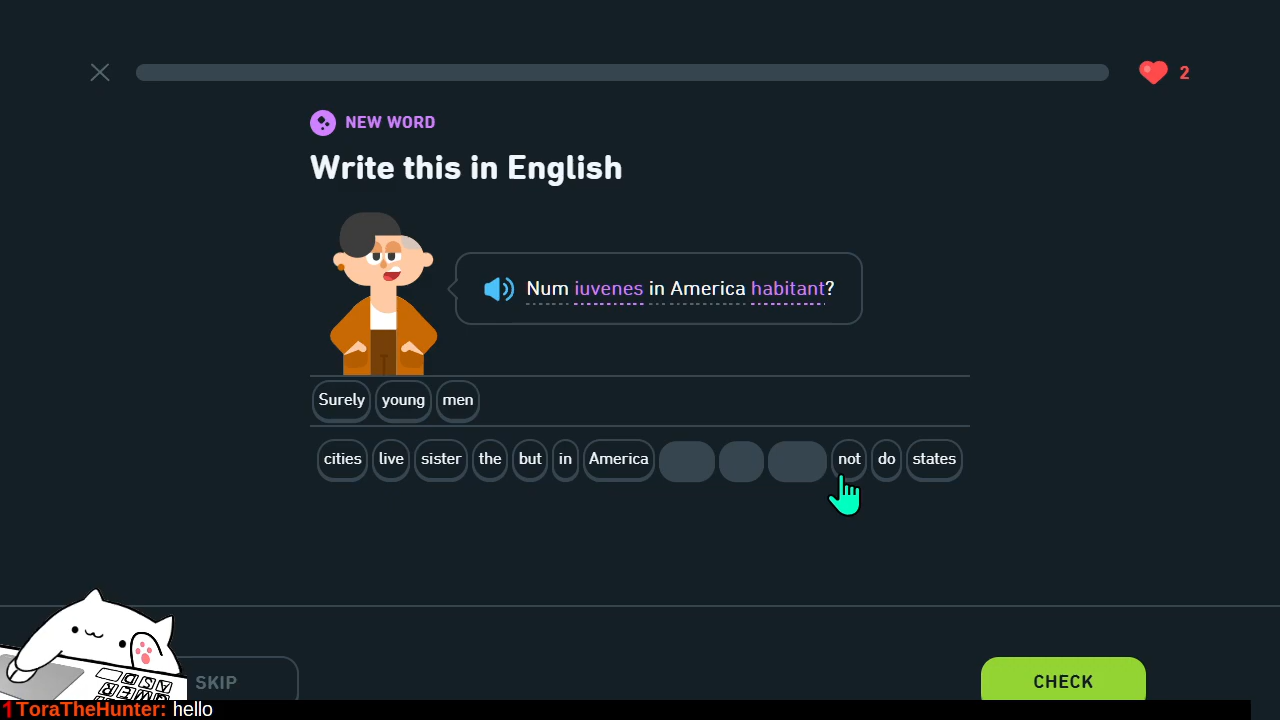 2
NEW WORD
Write this in English
Num iuvenes in America habitant?
Surely young men
cities live sister the but in America not do states
SKIP
CHECK
1 ToraTheHunter: hello